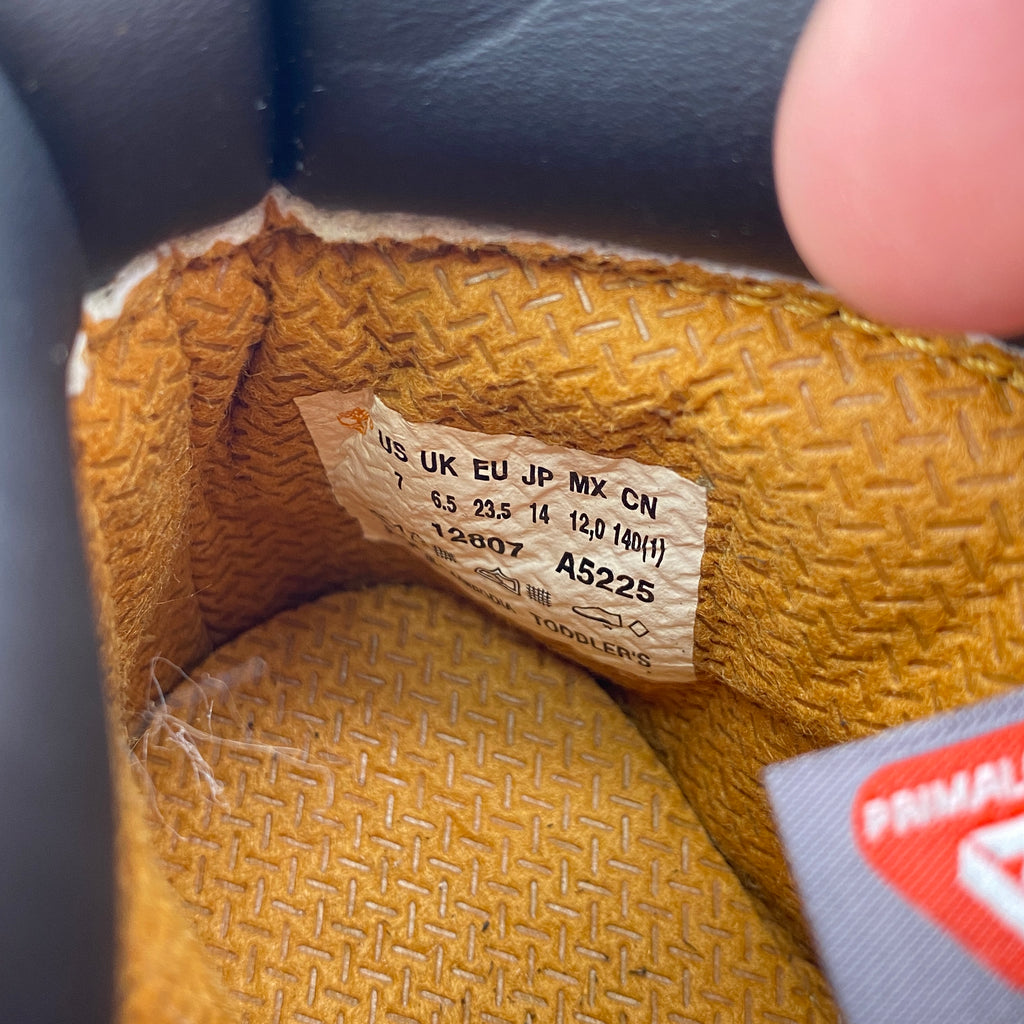 US UK EU JP MX CN
7 6.5 23.5 14 12,0 140(1)
12807 A5225
TODDLER'S
PRIMAL